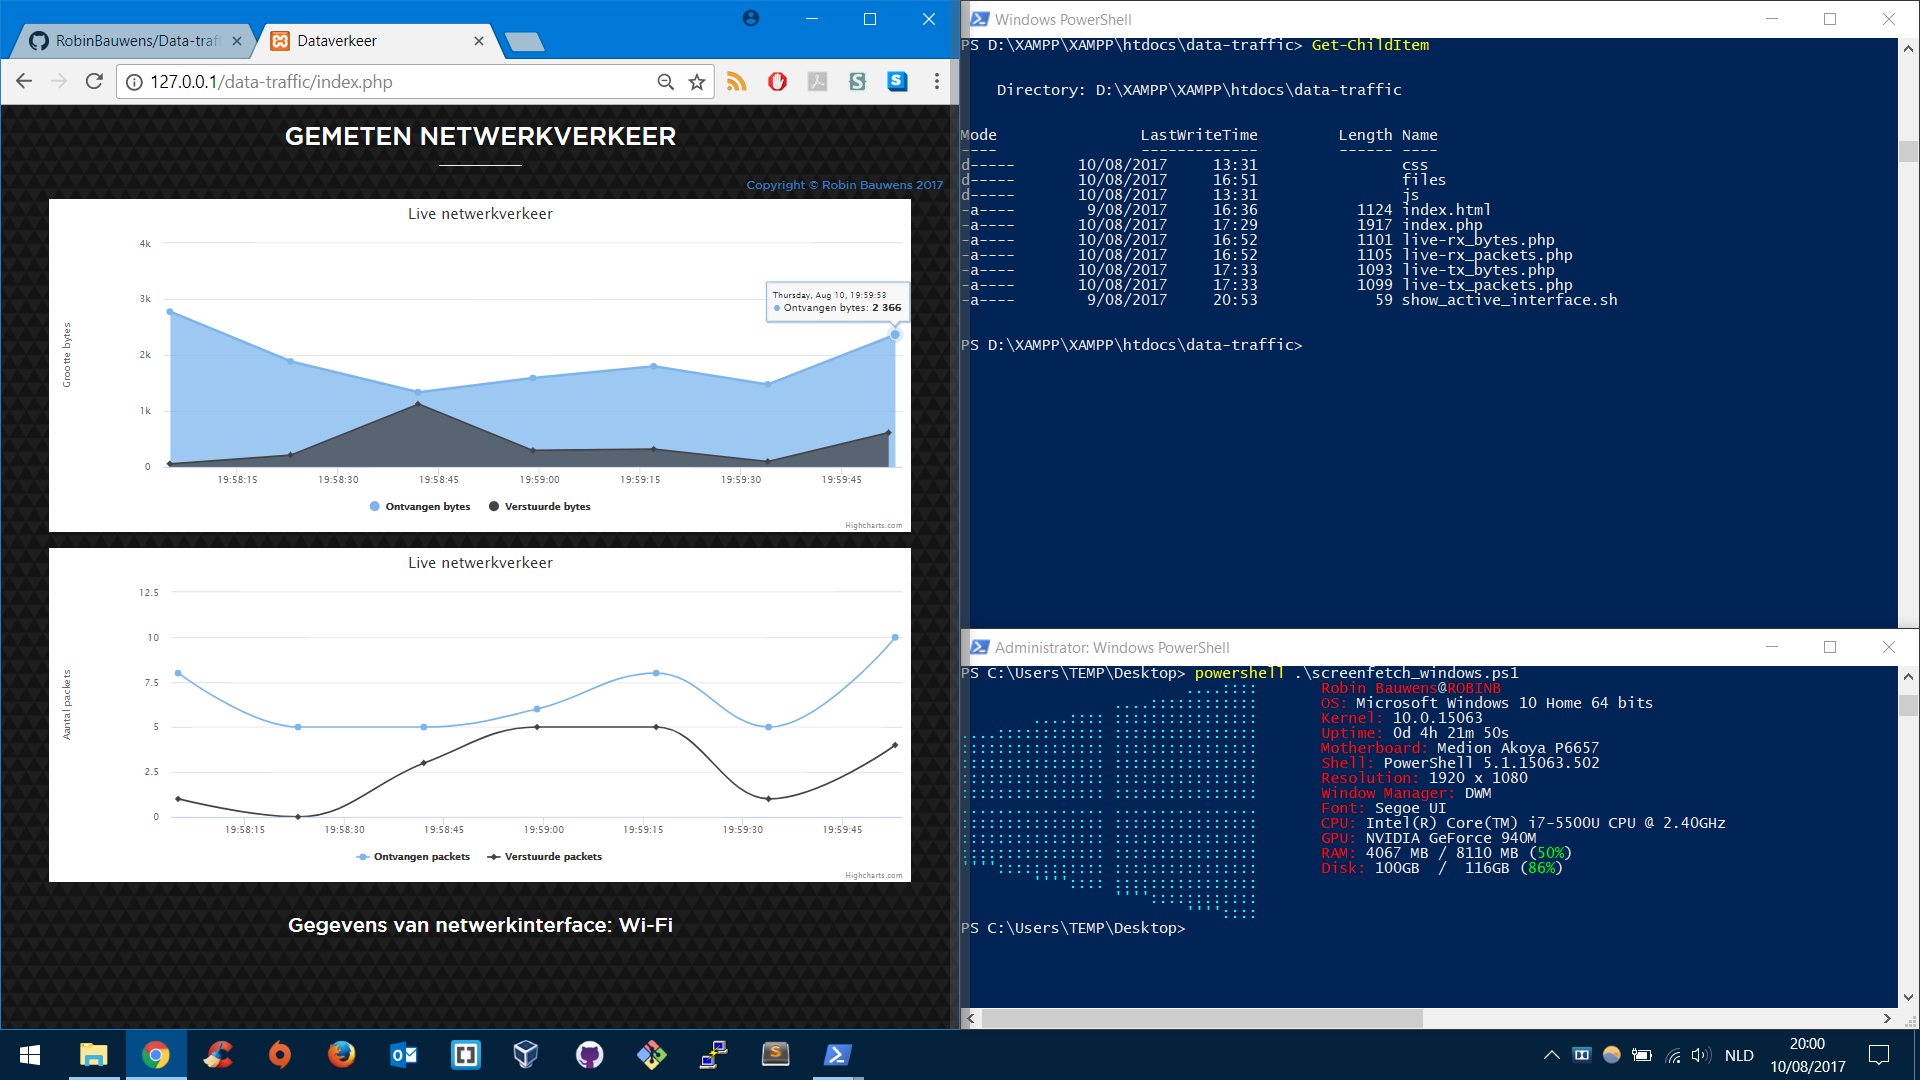 RobinBauwens/Data-traf
Dataverkeer
127.0.0.1/data-traffic/index.php
GEMETEN NETWERKVERKEER
Copyright © Robin Bauwens 2017
Live netwerkverkeer
4k
3k
2k
1k
0
Grootte bytes
Thursday, Aug 10, 19:59:53
Ontvangen bytes: 2 366
19:58:15 19:58:30 19:58:45 19:59:00 19:59:15 19:59:30 19:59:45
Ontvangen bytes Verstuurde bytes
Highcharts.com
Live netwerkverkeer
12.5
10
7.5
5
2.5
0
Aantal packets
19:58:15 19:58:30 19:58:45 19:59:00 19:59:15 19:59:30 19:59:45
Ontvangen packets Verstuurde packets
Highcharts.com
Gegevens van netwerkinterface: Wi-Fi
Windows PowerShell
PS D:\XAMPP\XAMPP\htdocs\data-traffic> Get-ChildItem
Directory: D:\XAMPP\XAMPP\htdocs\data-traffic
Mode LastWriteTime Length Name
---- ------------- ------ ----
d----- 10/08/2017 13:31 css
d----- 10/08/2017 16:51 files
d----- 10/08/2017 13:31 js
-a---- 9/08/2017 16:36 1124 index.html
-a---- 10/08/2017 17:29 1917 index.php
-a---- 10/08/2017 16:52 1101 live-rx_bytes.php
-a---- 10/08/2017 16:52 1105 live-rx_packets.php
-a---- 10/08/2017 17:33 1093 live-tx_bytes.php
-a---- 10/08/2017 17:33 1099 live-tx_packets.php
-a---- 9/08/2017 20:53 59 show_active_interface.sh
PS D:\XAMPP\XAMPP\htdocs\data-traffic>
Administrator: Windows PowerShell
PS C:\Users\TEMP\Desktop> powershell .\screenfetch_windows.ps1
Robin Bauwens@ROBINB
OS: Microsoft Windows 10 Home 64 bits
Kernel: 10.0.15063
Uptime: 0d 4h 21m 50s
Motherboard: Medion Akoya P6657
Shell: PowerShell 5.1.15063.502
Resolution: 1920 x 1080
Window Manager: DWM
Font: Segoe UI
CPU: Intel(R) Core(TM) i7-5500U CPU @ 2.40GHz
GPU: NVIDIA GeForce 940M
RAM: 4067 MB / 8110 MB (50%)
Disk: 100GB / 116GB (86%)
PS C:\Users\TEMP\Desktop>
NLD
20:00
10/08/2017